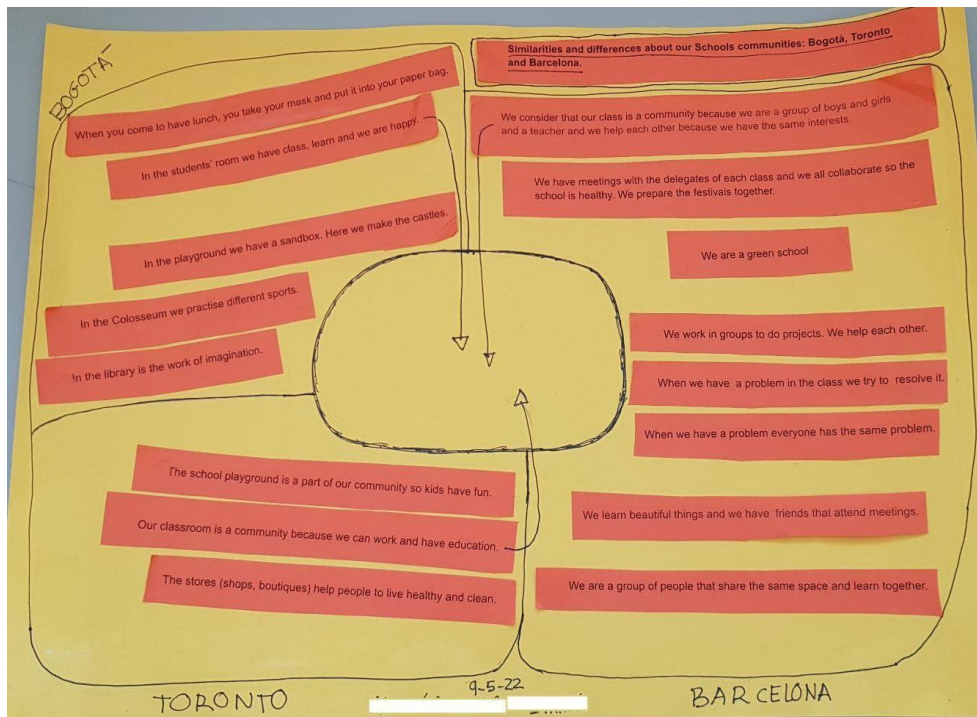 BOGOTÁ
Similarities and differences about our Schools communities: Bogotà, Toronto
and Barcelona.
When you come to have lunch, you take your mask and put it into your paper bag.
In the students' room we have class, learn and we are happy.
In the playground we have a sandbox. Here we make the castles.
In the Colosseum we practise different sports.
In the library is the work of imagination.
We consider that our class is a community because we are a group of boys and girls
and a teacher and we help each other because we have the same interests.
We have meetings with the delegates of each class and we all collaborate so the
school is healthy. We prepare the festivals together.
We are a green school
We work in groups to do projects. We help each other.
When we have a problem in the class we try to resolve it.
When we have a problem everyone has the same problem.
We learn beautiful things and we have friends that attend meetings.
We are a group of people that share the same space and learn together.
The school playground is a part of our community so kids have fun.
Our classroom is a community because we can work and have education.
The stores (shops, boutiques) help people to live healthy and clean.
TORONTO
9-5-22
BARCELONA